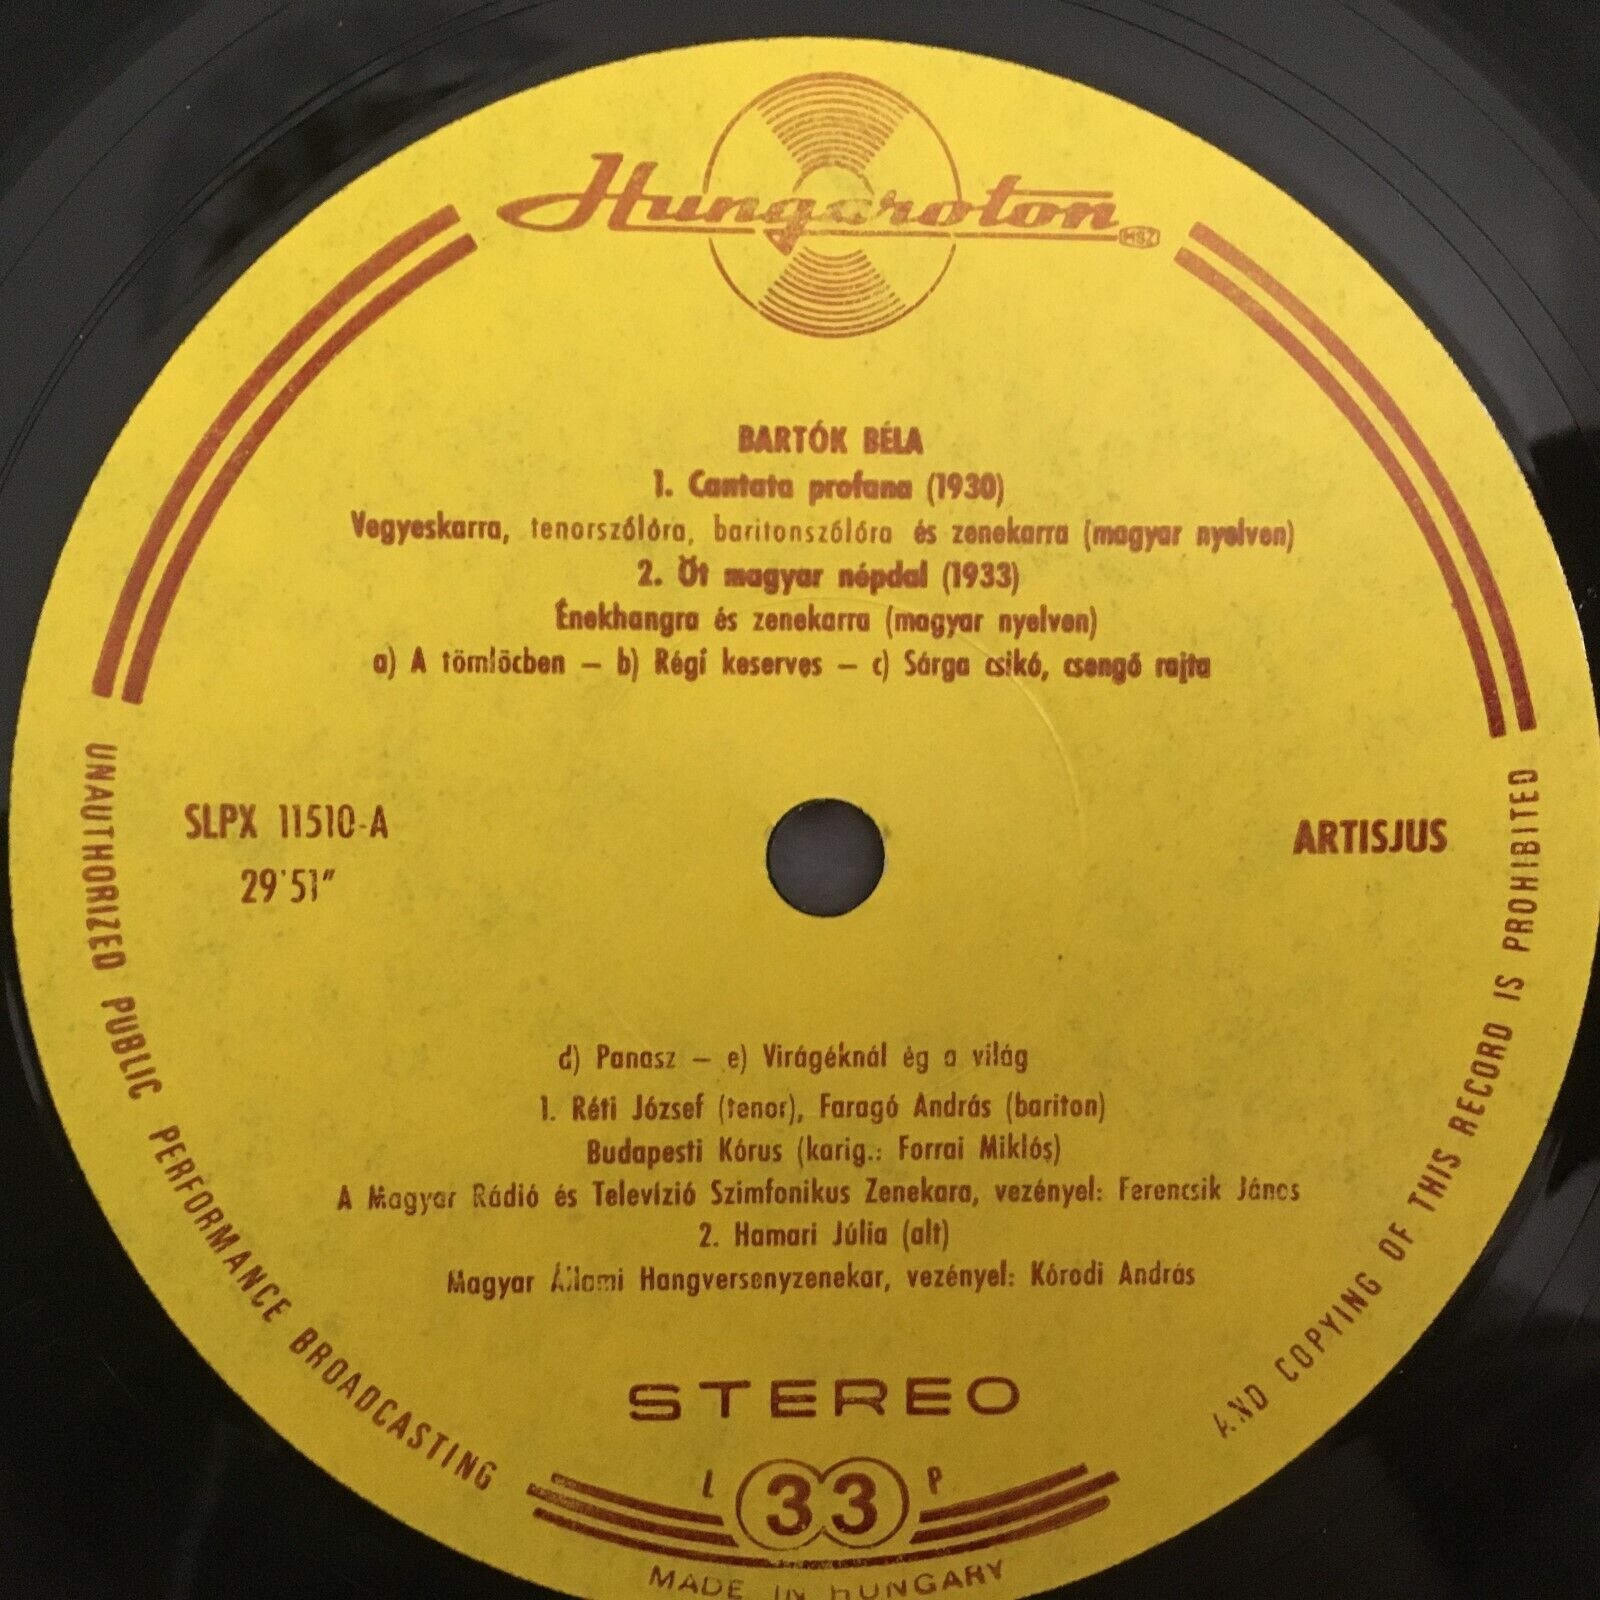 Hungaroton
MSZ
BARTÓK BÉLA
1. Cantata profana (1930)
Vegyeskarra, tenorszólóra, baritonszólóra és zenekarra (magyar nyelven)
2. Öt magyar népdal (1933)
Énekhangra és zenekarra (magyar nyelven)
a) A tömlöcben – b) Régi keserves – c) Sárga csikó, csengő rajta
SLPX 11510-A
29'51"
ARTISJUS
d) Panasz – e) Virágéknál ég a világ
1. Réti József (tenor), Faragó András (bariton)
Budapesti Kórus (karig.: Forrai Miklós)
A Magyar Rádió és Televízió Szimfonikus Zenekara, vezényel: Ferencsik János
2. Hamari Júlia (alt)
Magyar Állami Hangversenyzenekar, vezényel: Kórodi András
STEREO
L 33 P
MADE IN HUNGARY
UNAUTHORIZED PUBLIC PERFORMANCE BROADCASTING
AND COPYING OF THIS RECORD IS PROHIBITED